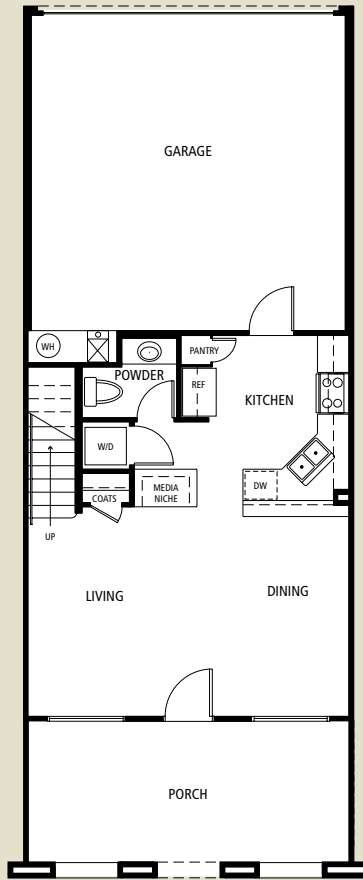 GARAGE
WH
PANTRY
POWDER
REF
KITCHEN
W/D
DW
MEDIA
NICHE
COATS
UP
LIVING
DINING
PORCH